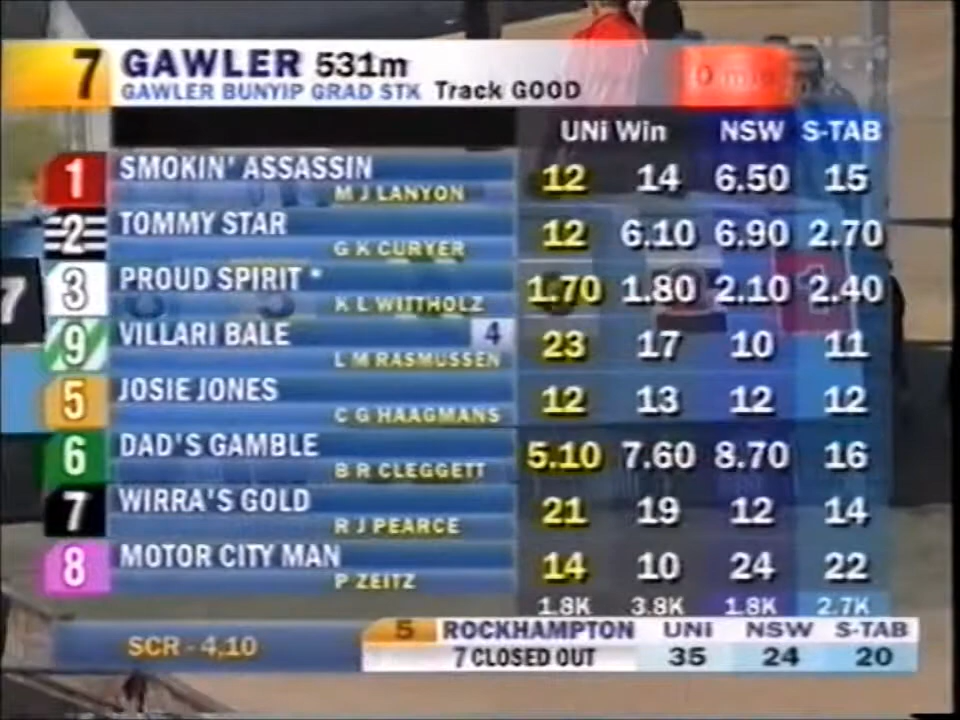 7 GAWLER 531m
GAWLER BUNYIP GRAD STK Track GOOD
UNi Win NSW S-TAB
1 SMOKIN' ASSASSIN 12 14 6.50 15
M J LANYON
2 TOMMY STAR 12 6.10 6.90 2.70
G K CURYER
3 PROUD SPIRIT * 1.70 1.80 2.10 2.40
K L WITTHOLZ
9 VILLARI BALE 4 23 17 10 11
L M RASMUSSEN
5 JOSIE JONES 12 13 12 12
C G HAAGMANS
6 DAD'S GAMBLE 5.10 7.60 8.70 16
B R CLEGGETT
7 WIRRA'S GOLD 21 19 12 14
R J PEARCE
8 MOTOR CITY MAN 14 10 24 22
P ZEITZ
1.8K 3.8K 1.8K 2.7K
SCR - 4,10
5 ROCKHAMPTON UNI NSW S-TAB
7 CLOSED OUT 35 24 20
7